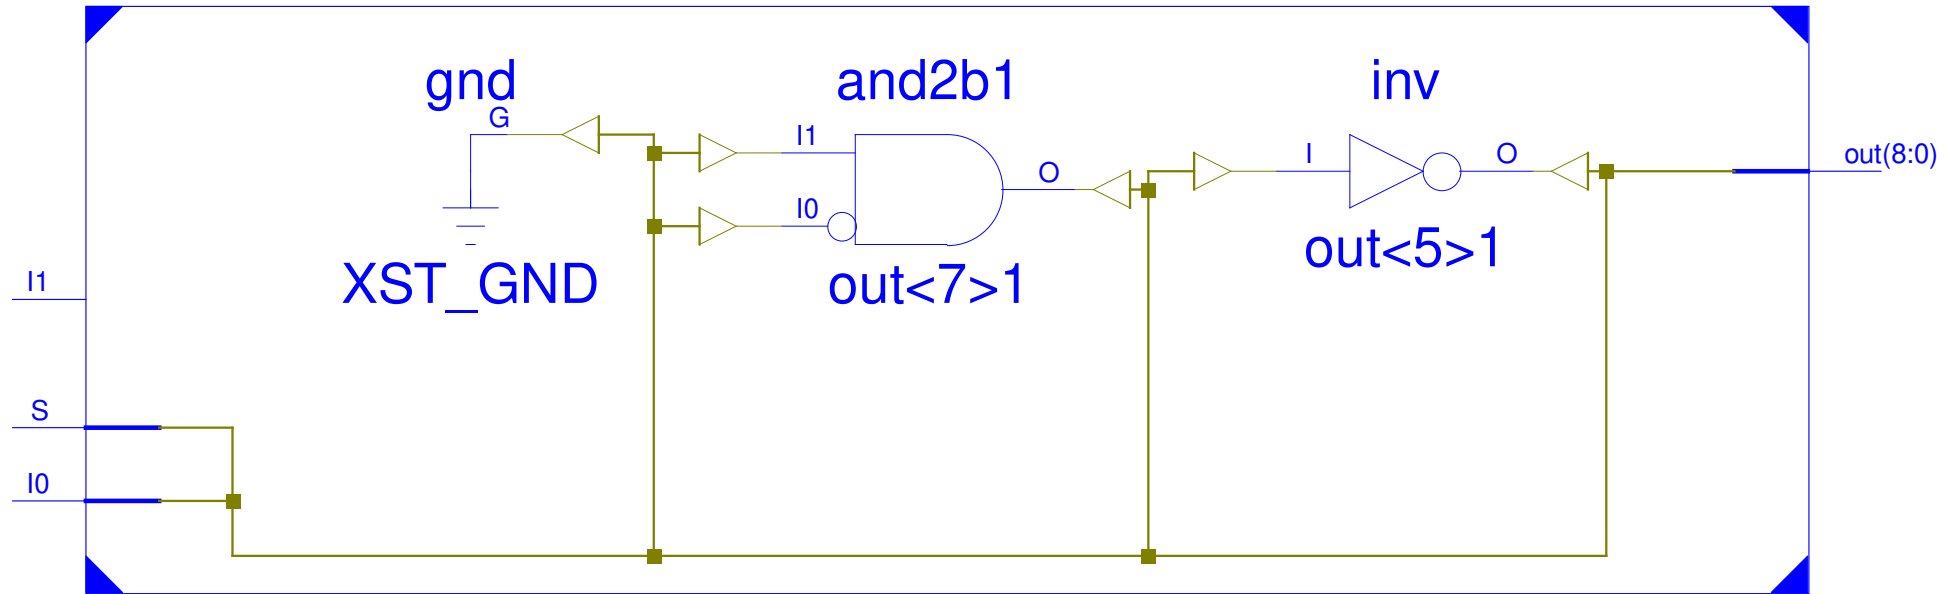 gnd
and2b1
inv
G
I1
I
O
out(8:0)
O
I0
out<5>1
XST_GND
out<7>1
I1
S
I0